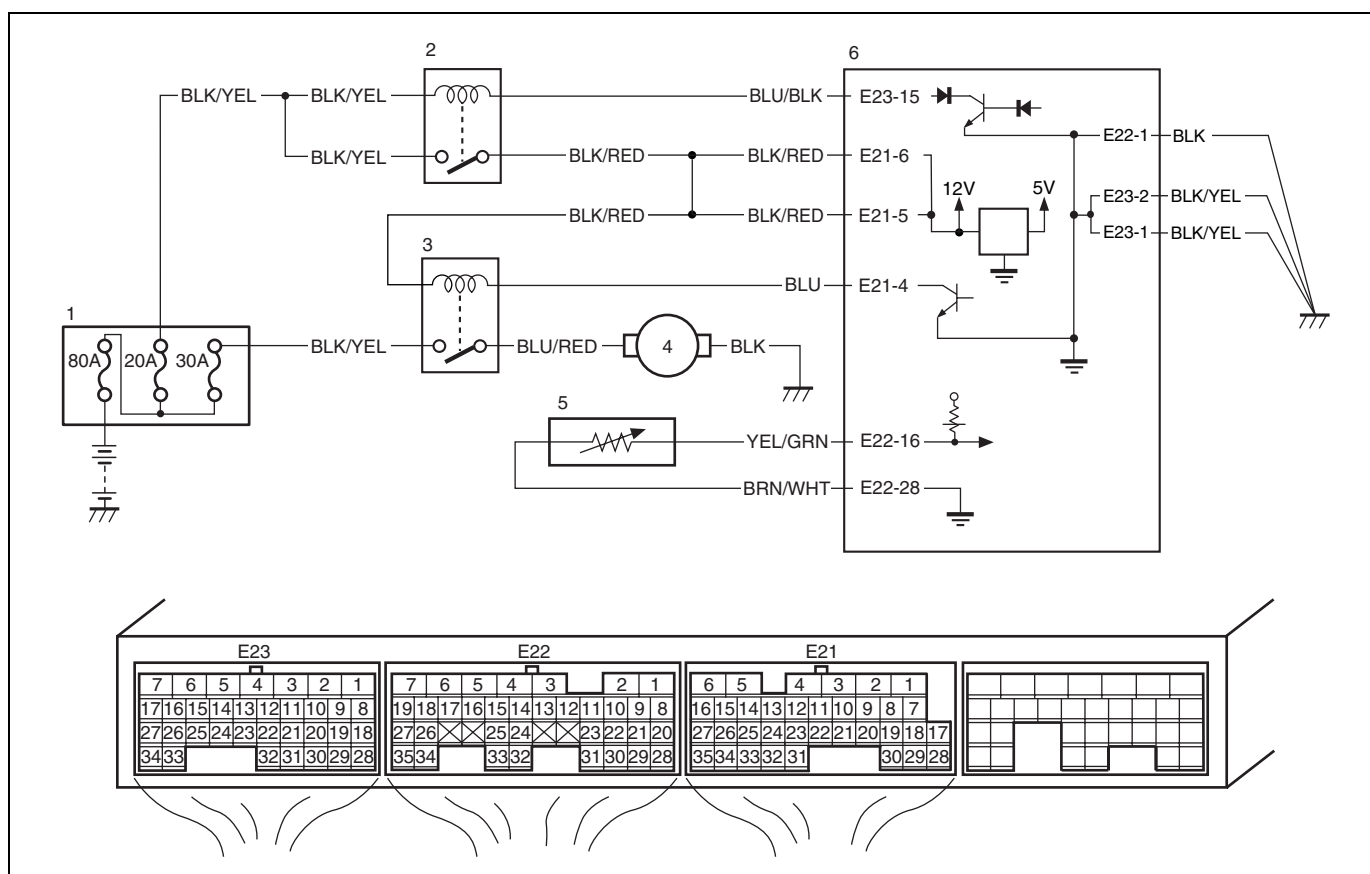 2
6
BLK/YEL BLK/YEL BLU/BLK E23-15
E22-1 BLK
BLK/YEL BLK/RED BLK/RED E21-6
12V 5V
E23-2 BLK/YEL
BLK/RED BLK/RED E21-5
E23-1 BLK/YEL
3
BLU E21-4
1
80A 20A 30A
BLK/YEL BLU/RED 4 BLK
5
YEL/GRN E22-16
BRN/WHT E22-28
E23 E22 E21
7 6 5 4 3 2 1 7 6 5 4 3 2 1 6 5 4 3 2 1
17 16 15 14 13 12 11 10 9 8 19 18 17 16 15 14 13 12 11 10 9 8 16 15 14 13 12 11 10 9 8 7
27 26 25 24 23 22 21 20 19 18 27 26 25 24 23 22 21 20 27 26 25 24 23 22 21 20 19 18 17
34 33 32 31 30 29 28 35 34 33 32 31 30 29 28 35 34 33 32 31 30 29 28